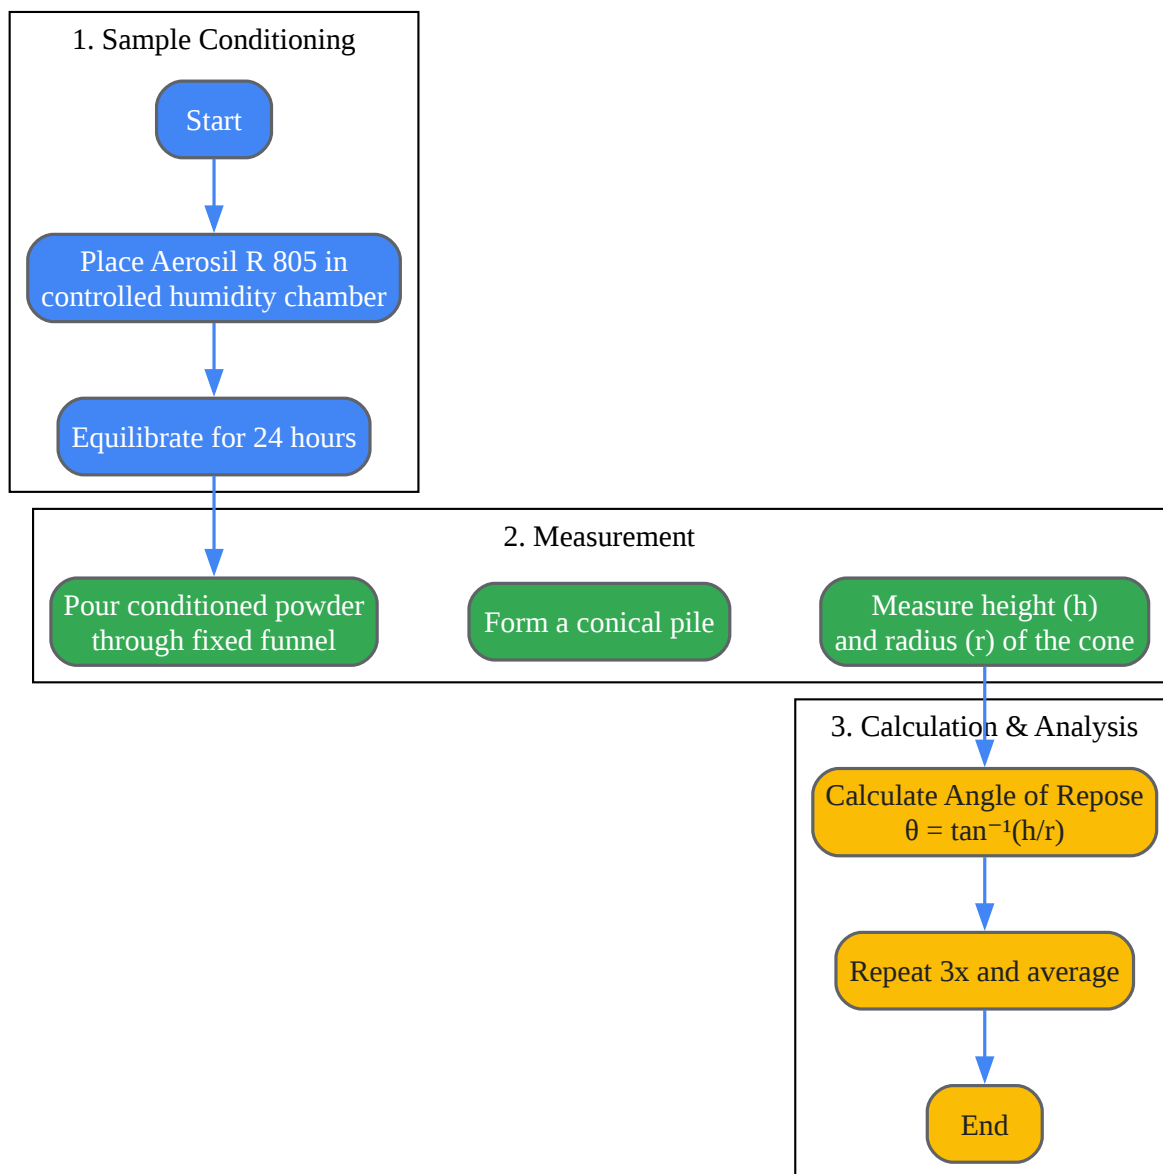 1. Sample Conditioning
Start
Place Aerosil R 805 in
controlled humidity chamber
Equilibrate for 24 hours
2. Measurement
Pour conditioned powder
through fixed funnel
Form a conical pile
Measure height (h)
and radius (r) of the cone
3. Calculation & Analysis
Calculate Angle of Repose
θ = tan⁻¹(h/r)
Repeat 3x and average
End